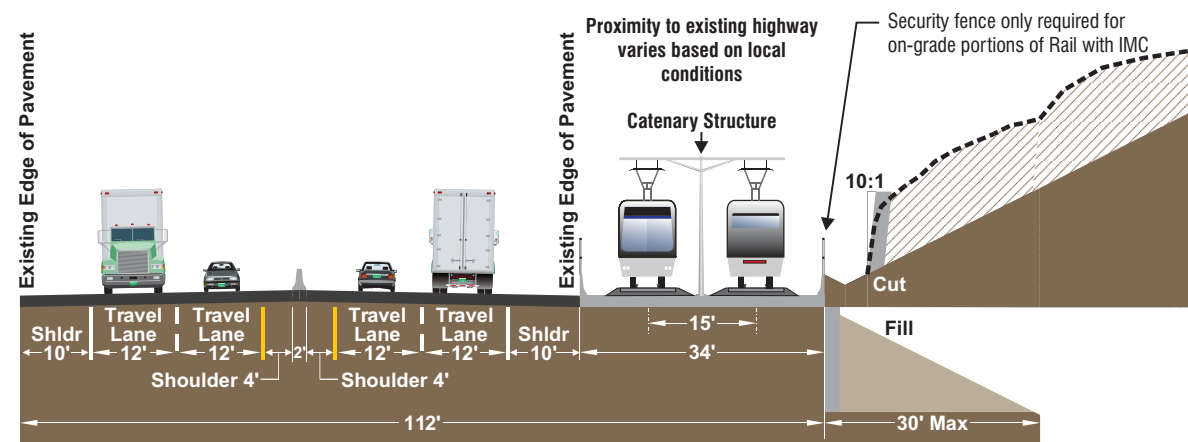 Existing Edge of Pavement
Existing Edge of Pavement
Proximity to existing highway
varies based on local
conditions
Security fence only required for
on-grade portions of Rail with IMC
Catenary Structure
10:1
Cut
Fill
Shldr
10'
Travel
Lane
12'
Travel
Lane
12'
2'
Travel
Lane
12'
Travel
Lane
12'
Shldr
10'
15'
34'
Shoulder 4'
Shoulder 4'
112'
30' Max